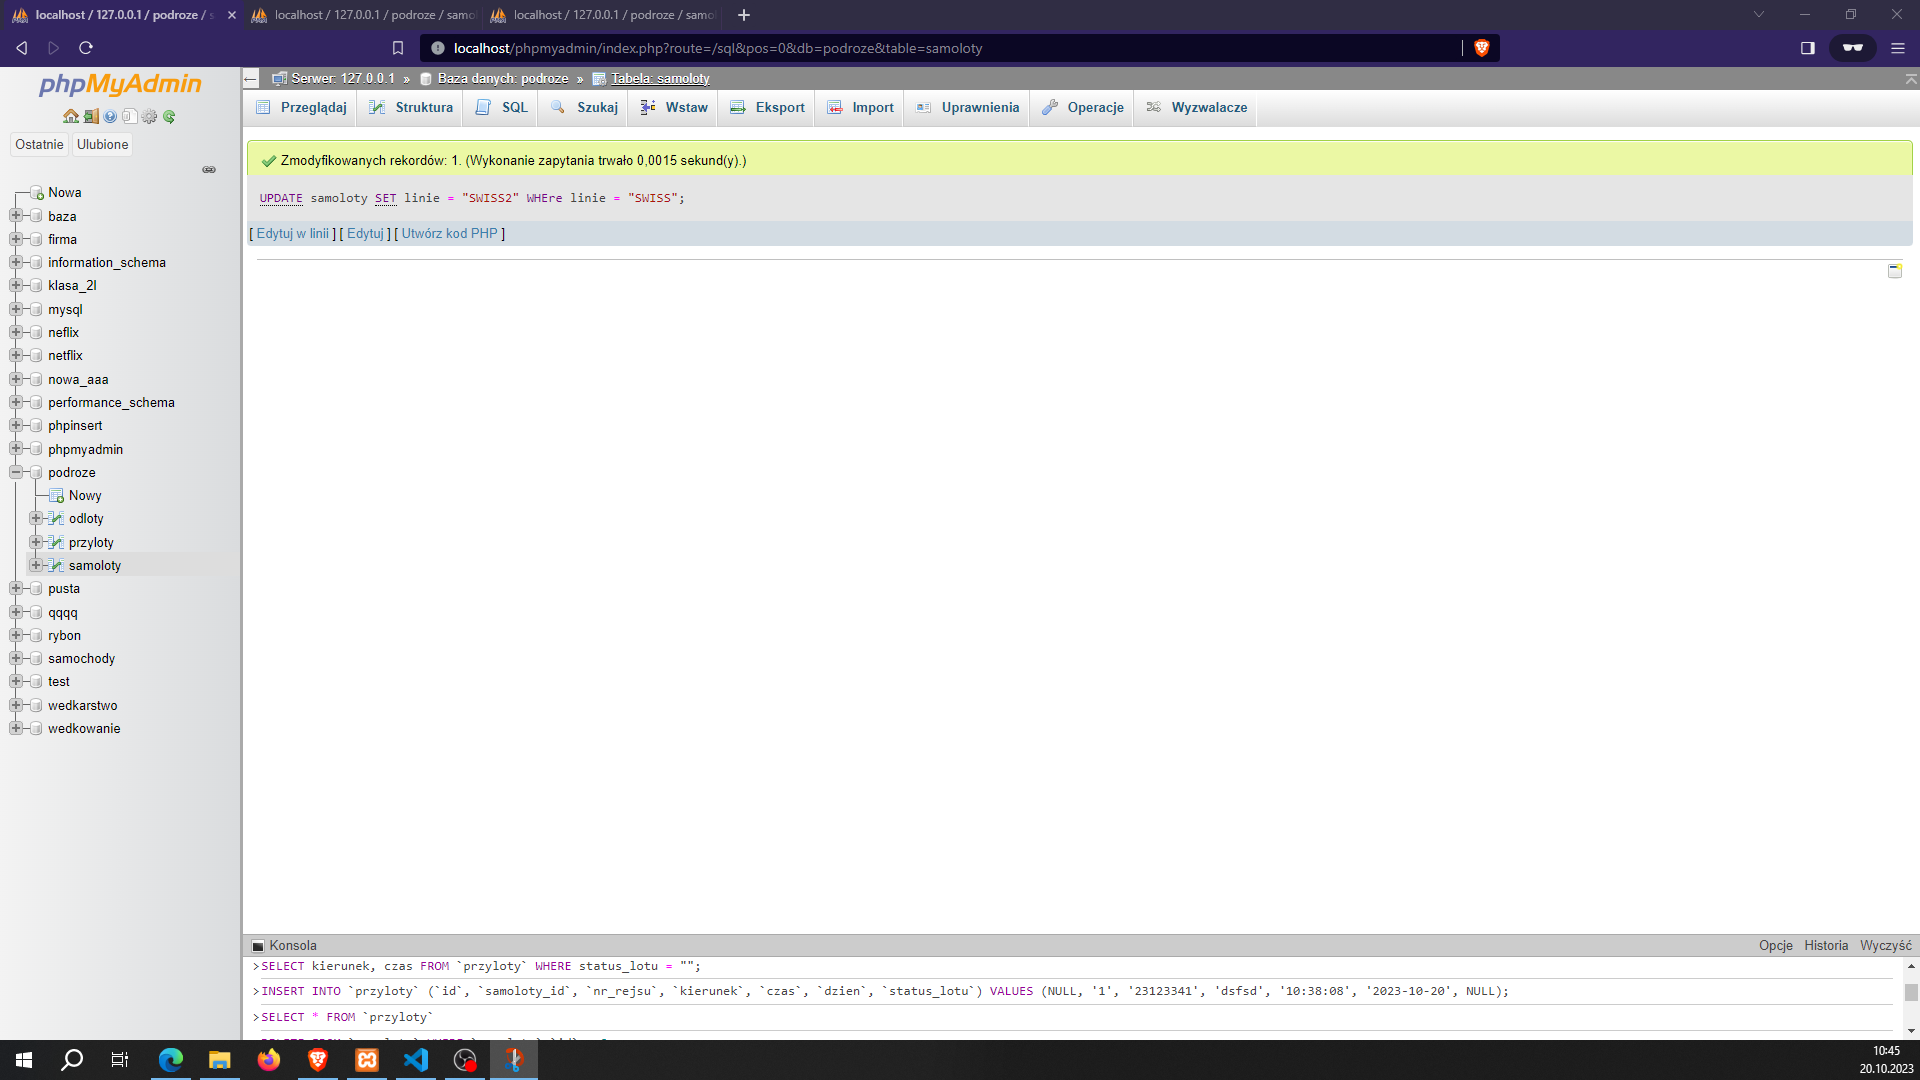 localhost / 127.0.0.1 / podroze / s
localhost / 127.0.0.1 / podroze / samo
localhost / 127.0.0.1 / podroze / samo
localhost/phpmyadmin/index.php?route=/sql&pos=0&db=podroze&table=samoloty
phpMyAdmin
Ostatnie Ulubione
Nowa
baza
firma
information_schema
klasa_2l
mysql
neflix
netflix
nowa_aaa
performance_schema
phpinsert
phpmyadmin
podroze
Nowy
odloty
przyloty
samoloty
pusta
qqqq
rybon
samochody
test
wedkarstwo
wedkowanie
Serwer: 127.0.0.1 » Baza danych: podroze » Tabela: samoloty
Przeglądaj Struktura SQL Szukaj Wstaw Eksport Import Uprawnienia Operacje Wyzwalacze
Zmodyfikowanych rekordów: 1. (Wykonanie zapytania trwało 0,0015 sekund(y).)
UPDATE samoloty SET linie = "SWISS2" WHEre linie = "SWISS";
[ Edytuj w linii ] [ Edytuj ] [ Utwórz kod PHP ]
Konsola
Opcje Historia Wyczyść
>SELECT kierunek, czas FROM `przyloty` WHERE status_lotu = "";
>INSERT INTO `przyloty` (`id`, `samoloty_id`, `nr_rejsu`, `kierunek`, `czas`, `dzien`, `status_lotu`) VALUES (NULL, '1', '23123341', 'dsfsd', '10:38:08', '2023-10-20', NULL);
>SELECT * FROM `przyloty`
10:45
20.10.2023